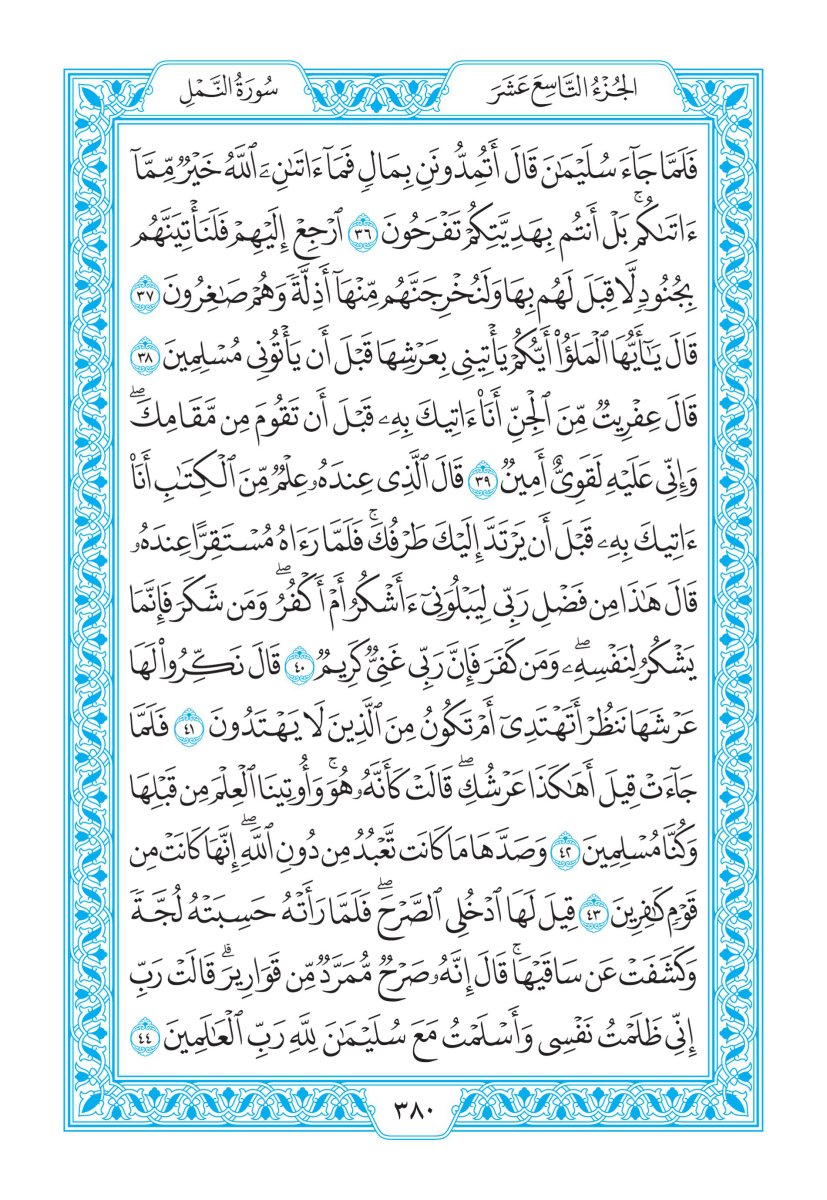 الجُزْءُ التَّاسِعَ عَشَرَ
سُورَةُ النَّمْلِ
فَلَمَّا جَآءَ سُلَيْمَٰنَ قَالَ أَتُمِدُّونَنِ بِمَالٖ فَمَآ ءَاتَىٰنِۦَ ٱللَّهُ خَيْرٞ مِّمَّآ
ءَاتَىٰكُمۚ بَلْ أَنتُم بِهَدِيَّتِكُمْ تَفْرَحُونَ ٣٦ ٱرْجِعْ إِلَيْهِمْ فَلَنَأْتِيَنَّهُم
بِجُنُودٖ لَّا قِبَلَ لَهُم بِهَا وَلَنُخْرِجَنَّهُم مِّنْهَآ أَذِلَّةٗ وَهُمْ صَٰغِرُونَ ٣٧
قَالَ يَٰٓأَيُّهَا ٱلْمَلَؤُا۟ أَيُّكُمْ يَأْتِينِي بِعَرْشِهَا قَبْلَ أَن يَأْتُونِي مُسْلِمِينَ ٣٨
قَالَ عِفْرِيتٞ مِّنَ ٱلْجِنِّ أَنَا۠ ءَاتِيكَ بِهِۦ قَبْلَ أَن تَقُومَ مِن مَّقَامِكَۖ
وَإِنِّي عَلَيْهِ لَقَوِيٌّ أَمِينٞ ٣٩ قَالَ ٱلَّذِي عِندَهُۥ عِلْمٞ مِّنَ ٱلْكِتَٰبِ أَنَا۠
ءَاتِيكَ بِهِۦ قَبْلَ أَن يَرْتَدَّ إِلَيْكَ طَرْفُكَۚ فَلَمَّا رَءَاهُ مُسْتَقِرًّا عِندَهُۥ
قَالَ هَٰذَا مِن فَضْلِ رَبِّي لِيَبْلُوَنِيٓ ءَأَشْكُرُ أَمْ أَكْفُرُۖ وَمَن شَكَرَ فَإِنَّمَا
يَشْكُرُ لِنَفْسِهِۦۖ وَمَن كَفَرَ فَإِنَّ رَبِّي غَنِيّٞ كَرِيمٞ ٤٠ قَالَ نَكِّرُوا۟ لَهَا
عَرْشَهَا نَنظُرْ أَتَهْتَدِيٓ أَمْ تَكُونُ مِنَ ٱلَّذِينَ لَا يَهْتَدُونَ ٤١ فَلَمَّا
جَآءَتْ قِيلَ أَهَٰكَذَا عَرْشُكِۖ قَالَتْ كَأَنَّهُۥ هُوَۚ وَأُوتِينَا ٱلْعِلْمَ مِن قَبْلِهَا
وَكُنَّا مُسْلِمِينَ ٤٢ وَصَدَّهَا مَا كَانَت تَّعْبُدُ مِن دُونِ ٱللَّهِۖ إِنَّهَا كَانَتْ مِن
قَوْمٖ كَٰفِرِينَ ٤٣ قِيلَ لَهَا ٱدْخُلِي ٱلصَّرْحَۖ فَلَمَّا رَأَتْهُ حَسِبَتْهُ لُجَّةٗ
وَكَشَفَتْ عَن سَاقَيْهَاۚ قَالَ إِنَّهُۥ صَرْحٞ مُّمَرَّدٞ مِّن قَوَارِيرَۗ قَالَتْ رَبِّ
إِنِّي ظَلَمْتُ نَفْسِي وَأَسْلَمْتُ مَعَ سُلَيْمَٰنَ لِلَّهِ رَبِّ ٱلْعَٰلَمِينَ ٤٤
٣٨٠